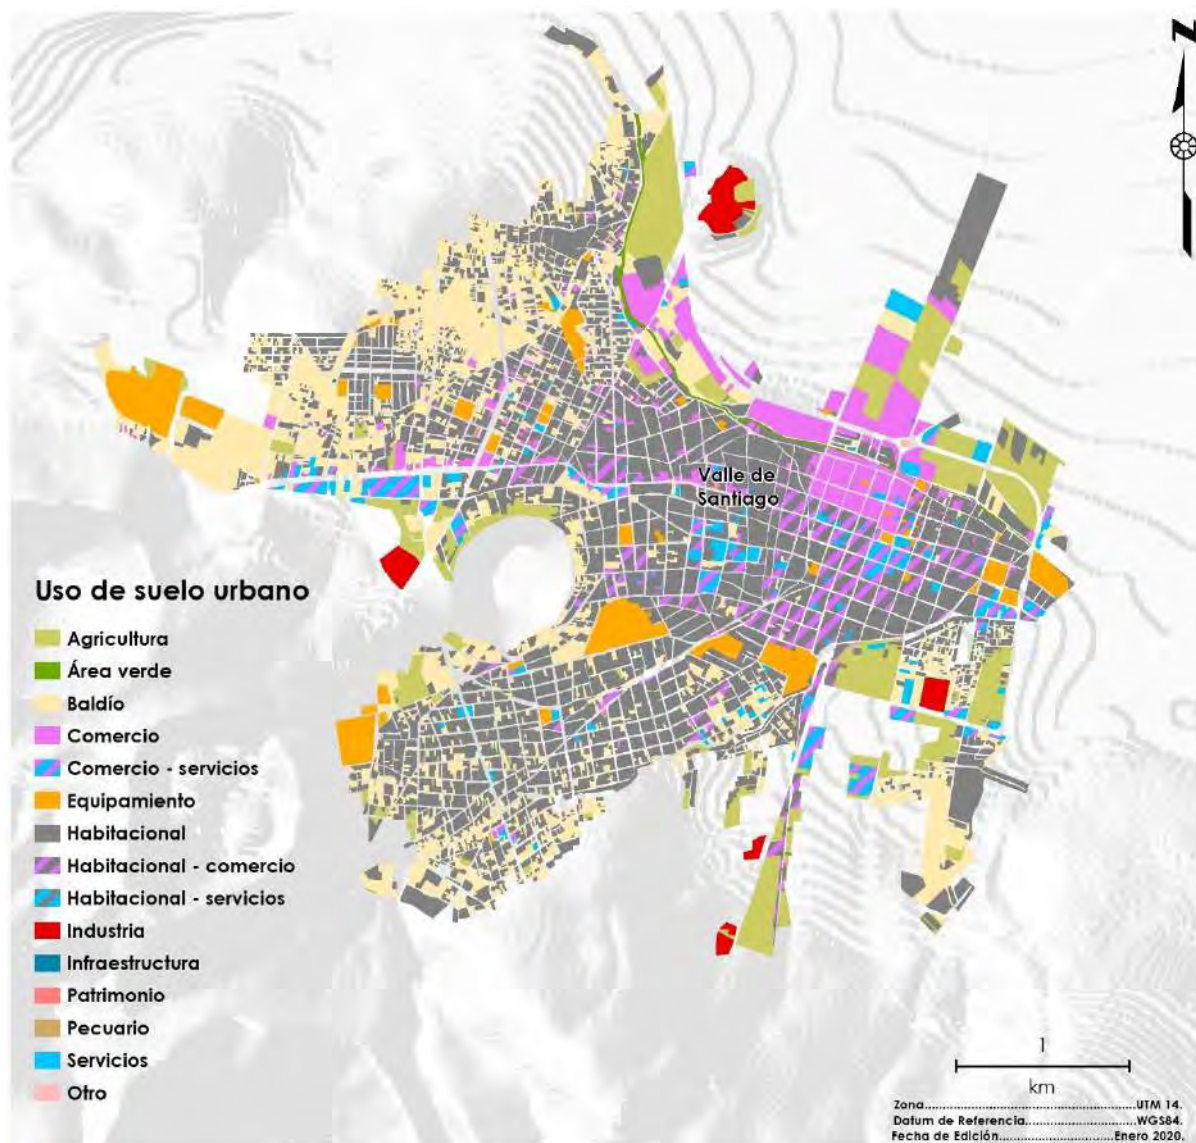 N
Valle de
Santiago
Uso de suelo urbano
Agricultura
Área verde
Baldío
Comercio
Comercio - servicios
Equipamiento
Habitacional
Habitacional - comercio
Habitacional - servicios
Industria
Infraestructura
Patrimonio
Pecuario
Servicios
Otro
1
km
Zona..........................................UTM 14.
Datum de Referencia......................WGS84.
Fecha de Edición....................Enero 2020.